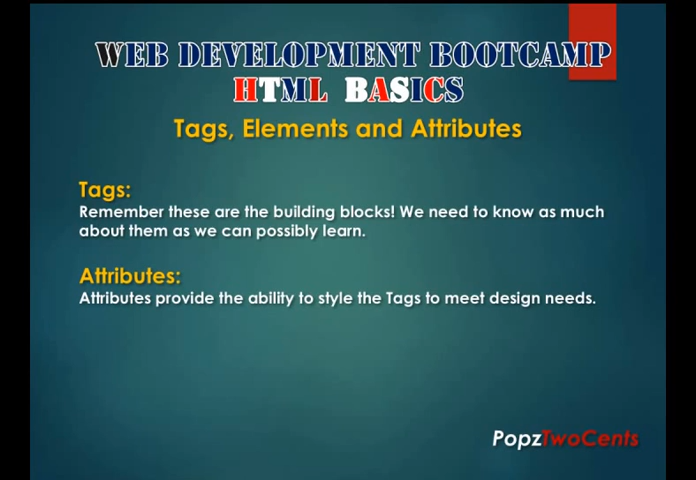 WEB DEVELOPMENT BOOTCAMP
HTML BASICS
Tags, Elements and Attributes
Tags:
Remember these are the building blocks! We need to know as much
about them as we can possibly learn.
Attributes:
Attributes provide the ability to style the Tags to meet design needs.
PopzTwoCents